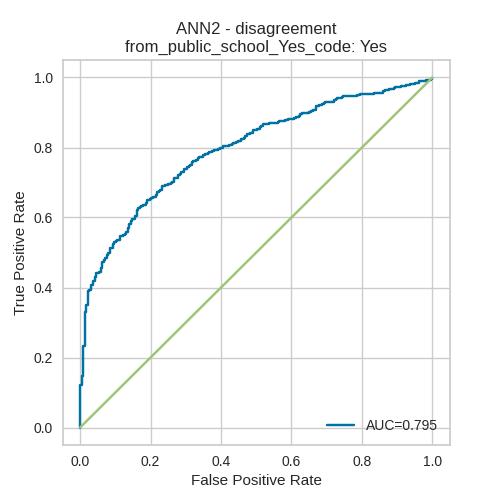 ANN2 - disagreement
from_public_school_Yes_code: Yes
True Positive Rate
1.0
0.8
0.6
0.4
0.2
0.0
AUC=0.795
0.0 0.2 0.4 0.6 0.8 1.0
False Positive Rate